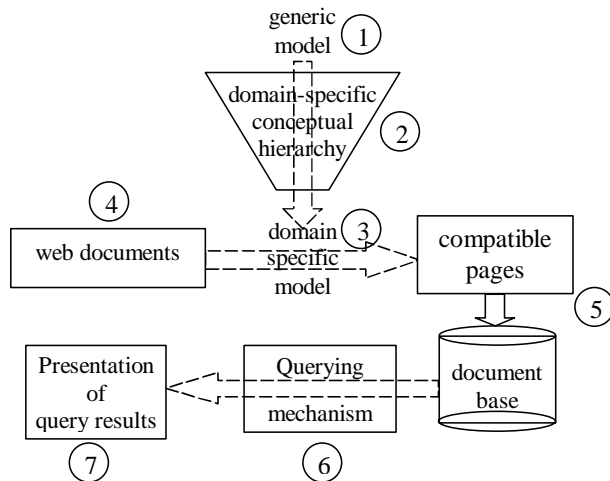 generic
model
1
domain-specific
conceptual
hierarchy
2
4
web documents
domain
specific
model
3
compatible
pages
5
document
base
Querying
mechanism
6
Presentation
of
query results
7